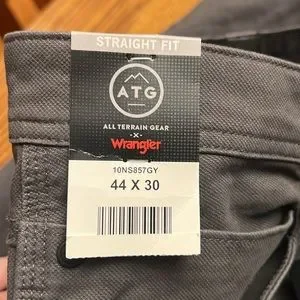 STRAIGHT FIT
ATG
ALL TERRAIN GEAR
-X-
Wrangler
10NS857GY
44 X 30